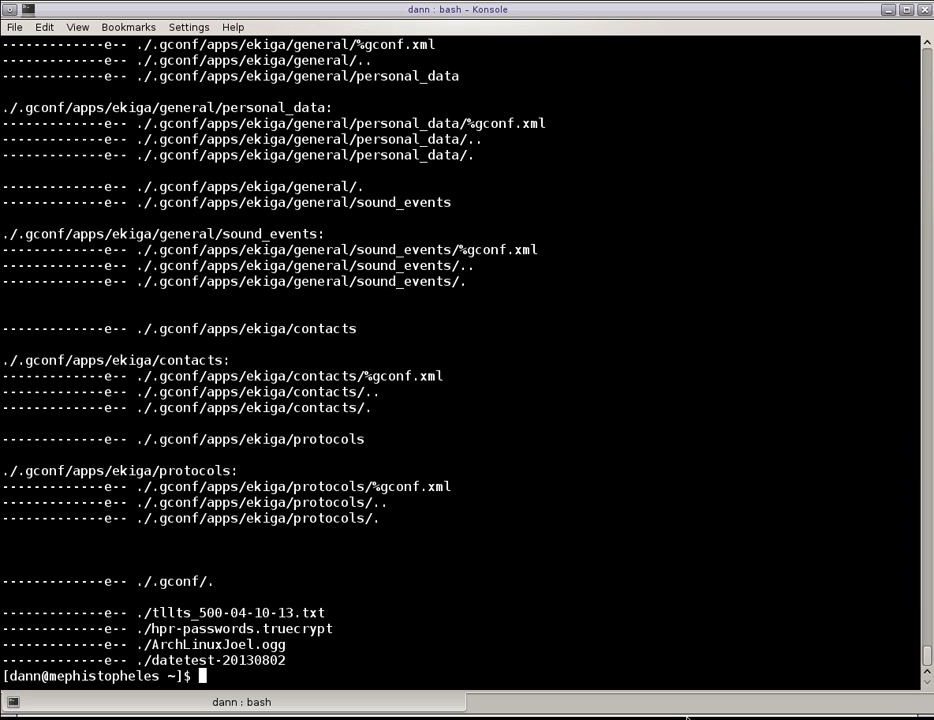 dann : bash – Konsole
File Edit View Bookmarks Settings Help
-------------e-- ./.gconf/apps/ekiga/general/%gconf.xml
-------------e-- ./.gconf/apps/ekiga/general/..
-------------e-- ./.gconf/apps/ekiga/general/personal_data
./.gconf/apps/ekiga/general/personal_data:
-------------e-- ./.gconf/apps/ekiga/general/personal_data/%gconf.xml
-------------e-- ./.gconf/apps/ekiga/general/personal_data/..
-------------e-- ./.gconf/apps/ekiga/general/personal_data/.
-------------e-- ./.gconf/apps/ekiga/general/.
-------------e-- ./.gconf/apps/ekiga/general/sound_events
./.gconf/apps/ekiga/general/sound_events:
-------------e-- ./.gconf/apps/ekiga/general/sound_events/%gconf.xml
-------------e-- ./.gconf/apps/ekiga/general/sound_events/..
-------------e-- ./.gconf/apps/ekiga/general/sound_events/.
-------------e-- ./.gconf/apps/ekiga/contacts
./.gconf/apps/ekiga/contacts:
-------------e-- ./.gconf/apps/ekiga/contacts/%gconf.xml
-------------e-- ./.gconf/apps/ekiga/contacts/..
-------------e-- ./.gconf/apps/ekiga/contacts/.
-------------e-- ./.gconf/apps/ekiga/protocols
./.gconf/apps/ekiga/protocols:
-------------e-- ./.gconf/apps/ekiga/protocols/%gconf.xml
-------------e-- ./.gconf/apps/ekiga/protocols/..
-------------e-- ./.gconf/apps/ekiga/protocols/.
-------------e-- ./.gconf/.
-------------e-- ./tllts_500-04-10-13.txt
-------------e-- ./hpr-passwords.truecrypt
-------------e-- ./ArchLinuxJoel.ogg
-------------e-- ./datetest-20130802
[dann@mephistopheles ~]$
dann : bash